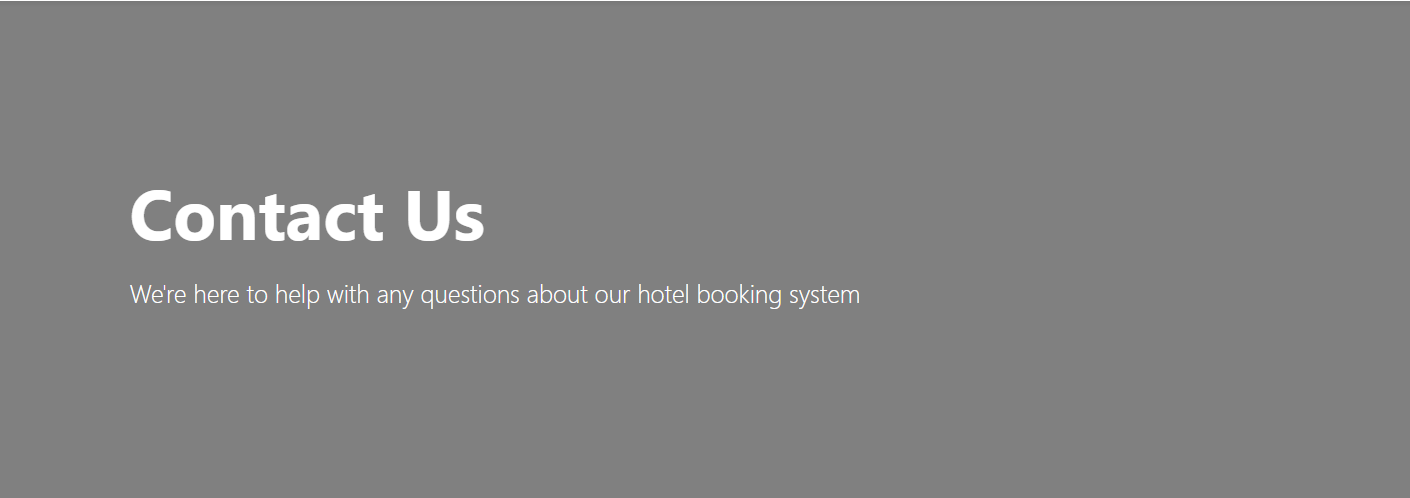 Contact Us
We're here to help with any questions about our hotel booking system